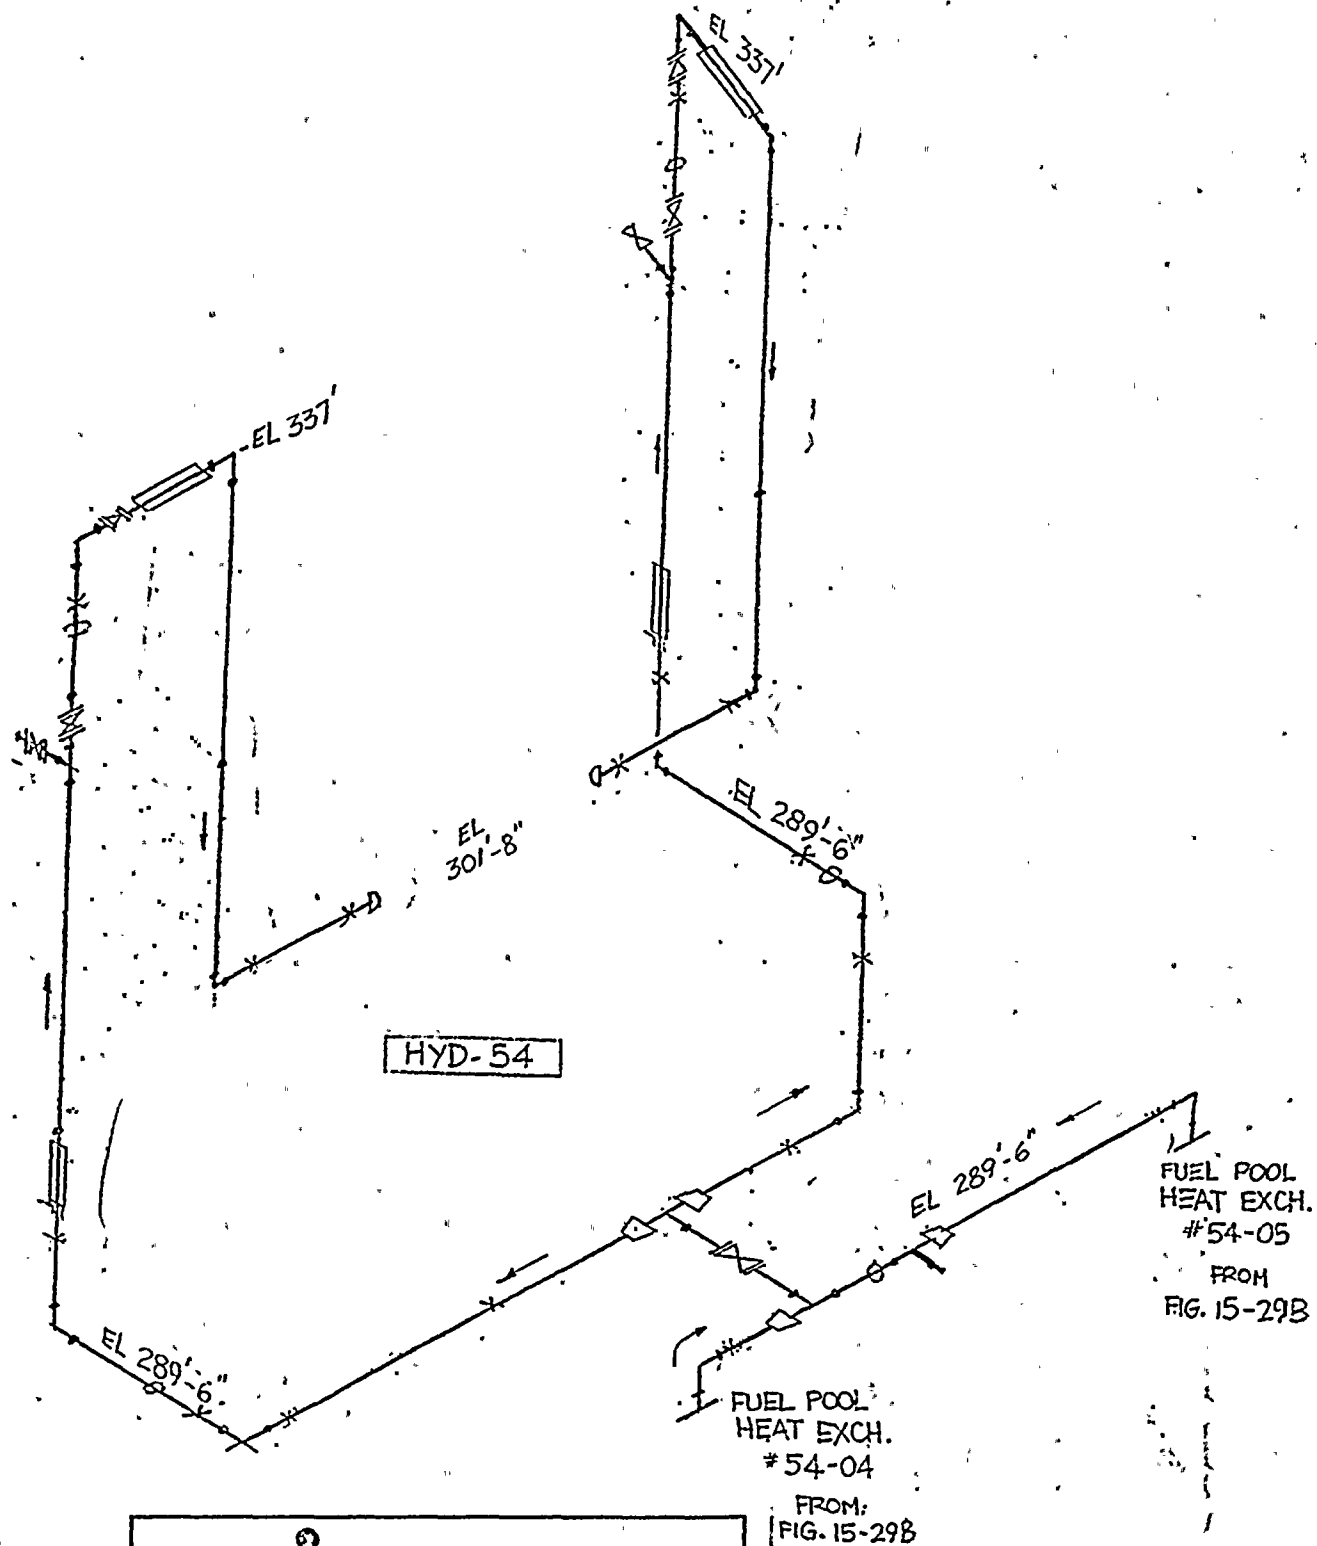 EL 337'
EL 337'
EL 289'-6"
EL
301'-8"
HYD-54
EL 289'-6"
FUEL POOL
HEAT EXCH.
#54-05
FROM
FIG. 15-29B
EL 289'-6"
FUEL POOL
HEAT EXCH.
#54-04
FROM:
FIG. 15-29B